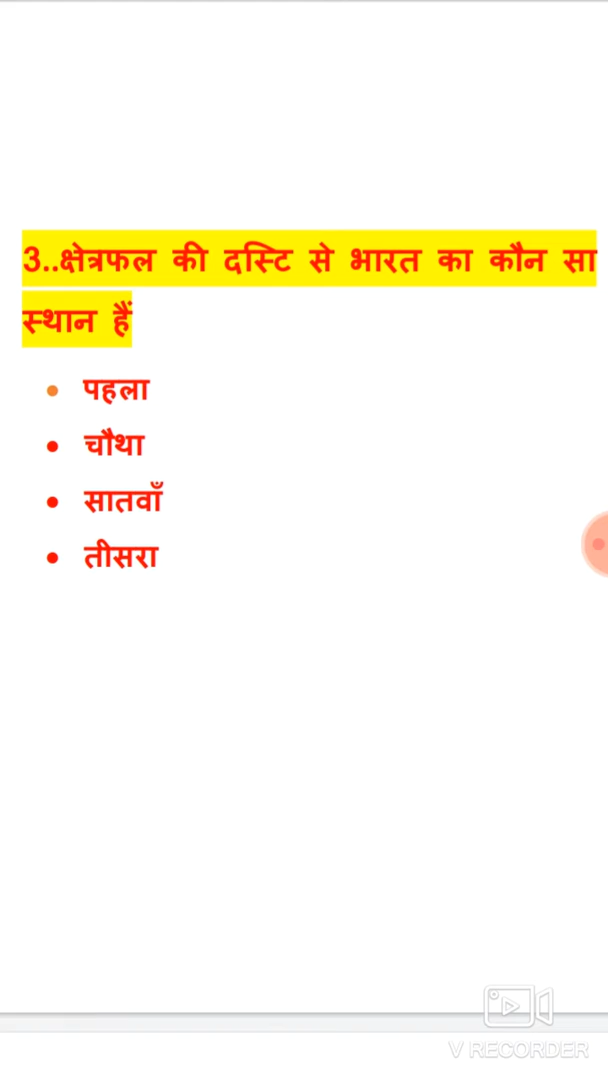 3..क्षेत्रफल की दस्टि से भारत का कौन सा
स्थान हैं
पहला
चौथा
सातवाँ
तीसरा
V RECORDER